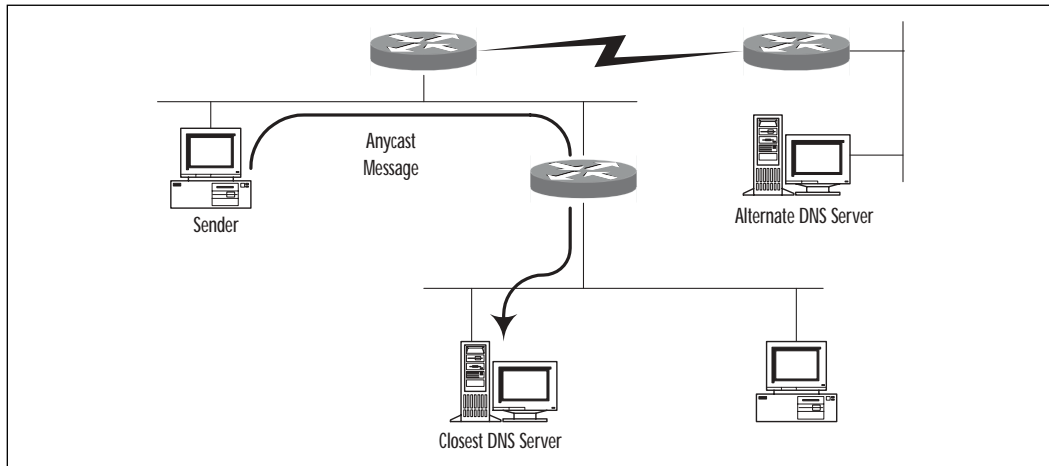 Anycast
Message
Sender
Alternate DNS Server
Closest DNS Server